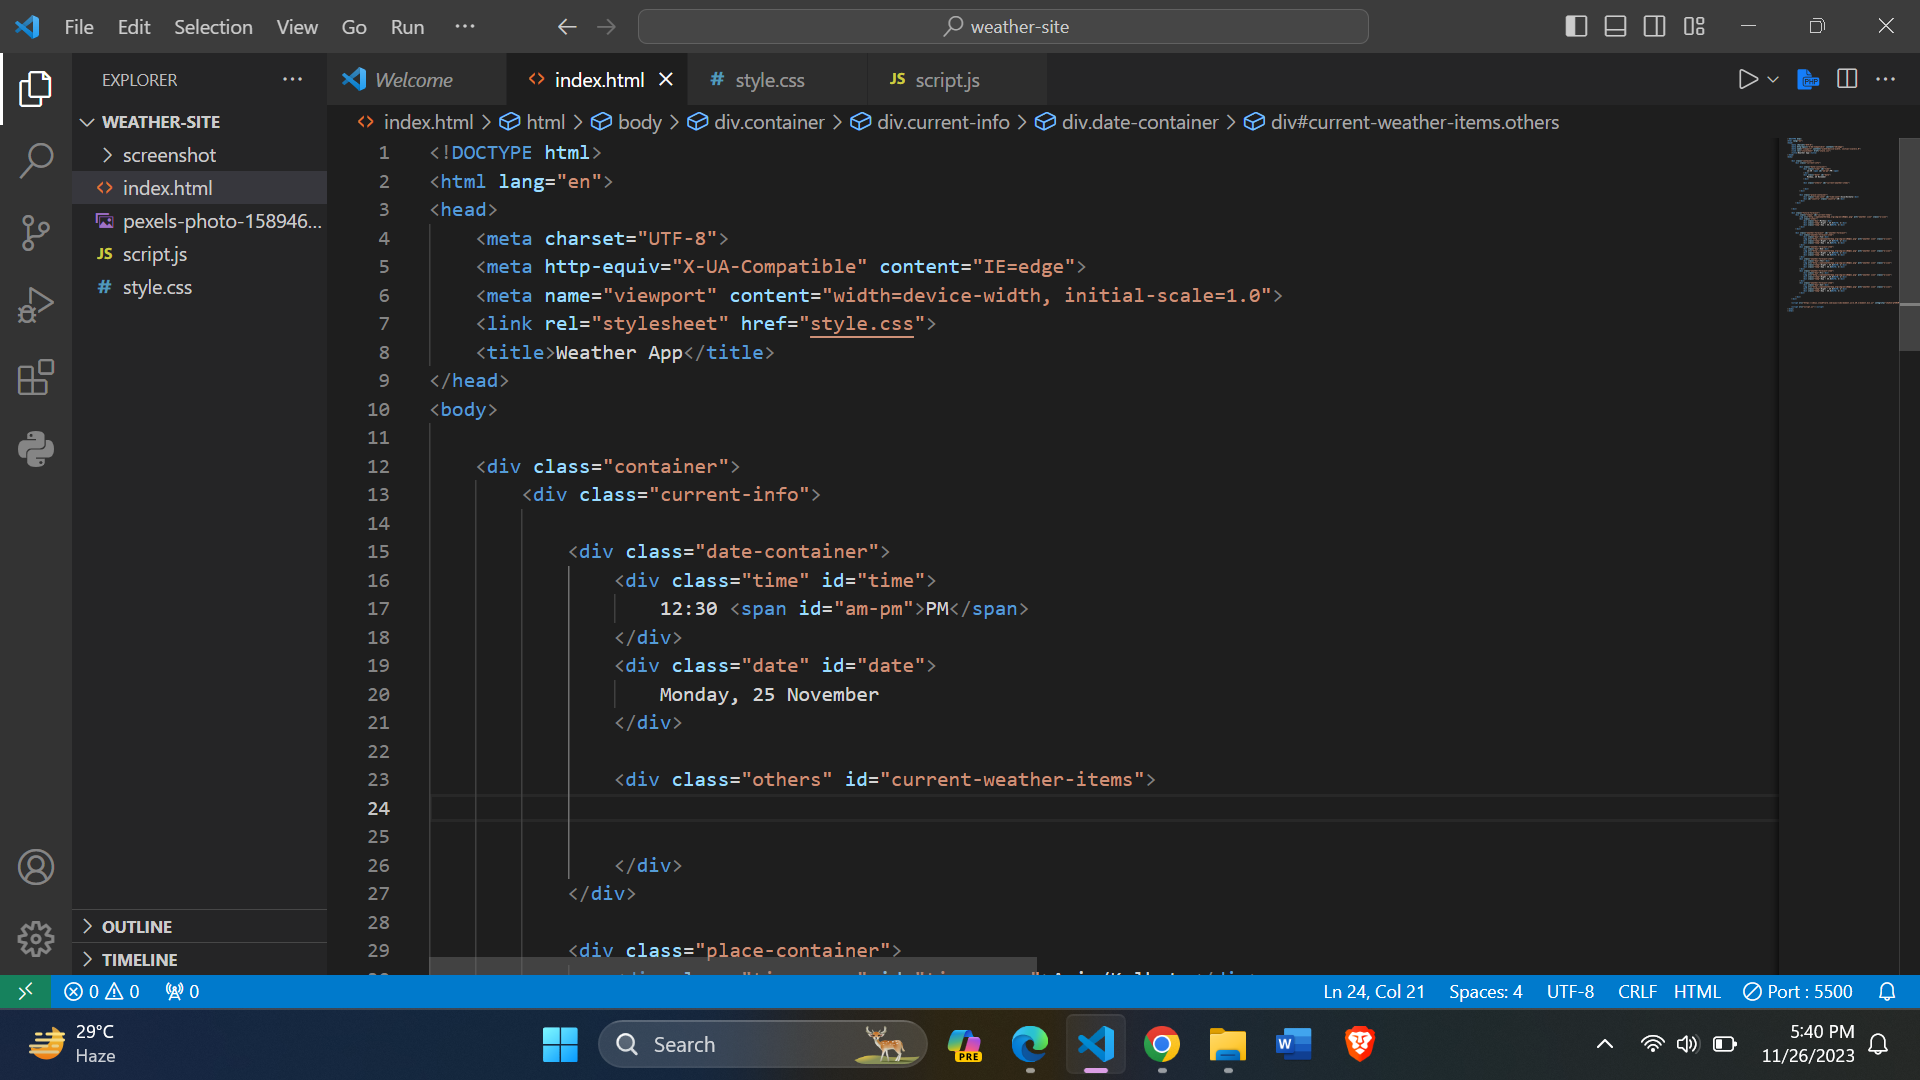 File Edit Selection View Go Run ··· weather-site
EXPLORER
Welcome index.html style.css script.js
WEATHER-SITE
index.html > html > body > div.container > div.current-info > div.date-container > div#current-weather-items.others
screenshot
index.html
pexels-photo-158946...
script.js
style.css
1 <!DOCTYPE html>
2 <html lang="en">
3 <head>
4 <meta charset="UTF-8">
5 <meta http-equiv="X-UA-Compatible" content="IE=edge">
6 <meta name="viewport" content="width=device-width, initial-scale=1.0">
7 <link rel="stylesheet" href="style.css">
8 <title>Weather App</title>
9 </head>
10 <body>
11
12 <div class="container">
13 <div class="current-info">
14
15 <div class="date-container">
16 <div class="time" id="time">
17 12:30 <span id="am-pm">PM</span>
18 </div>
19 <div class="date" id="date">
20 Monday, 25 November
21 </div>
22
23 <div class="others" id="current-weather-items">
24
25
26 </div>
27 </div>
28
29 <div class="place-container">
OUTLINE
TIMELINE
0 0 0 Ln 24, Col 21 Spaces: 4 UTF-8 CRLF HTML Port : 5500
29°C
Haze
Search
PRE
5:40 PM
11/26/2023